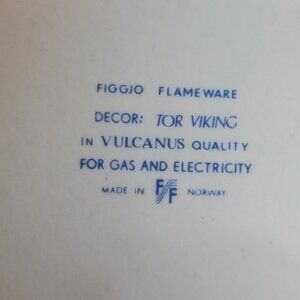 FIGGJO FLAMEWARE
DECOR: TOR VIKING
IN VULCANUS QUALITY
FOR GAS AND ELECTRICITY
MADE IN F/F NORWAY